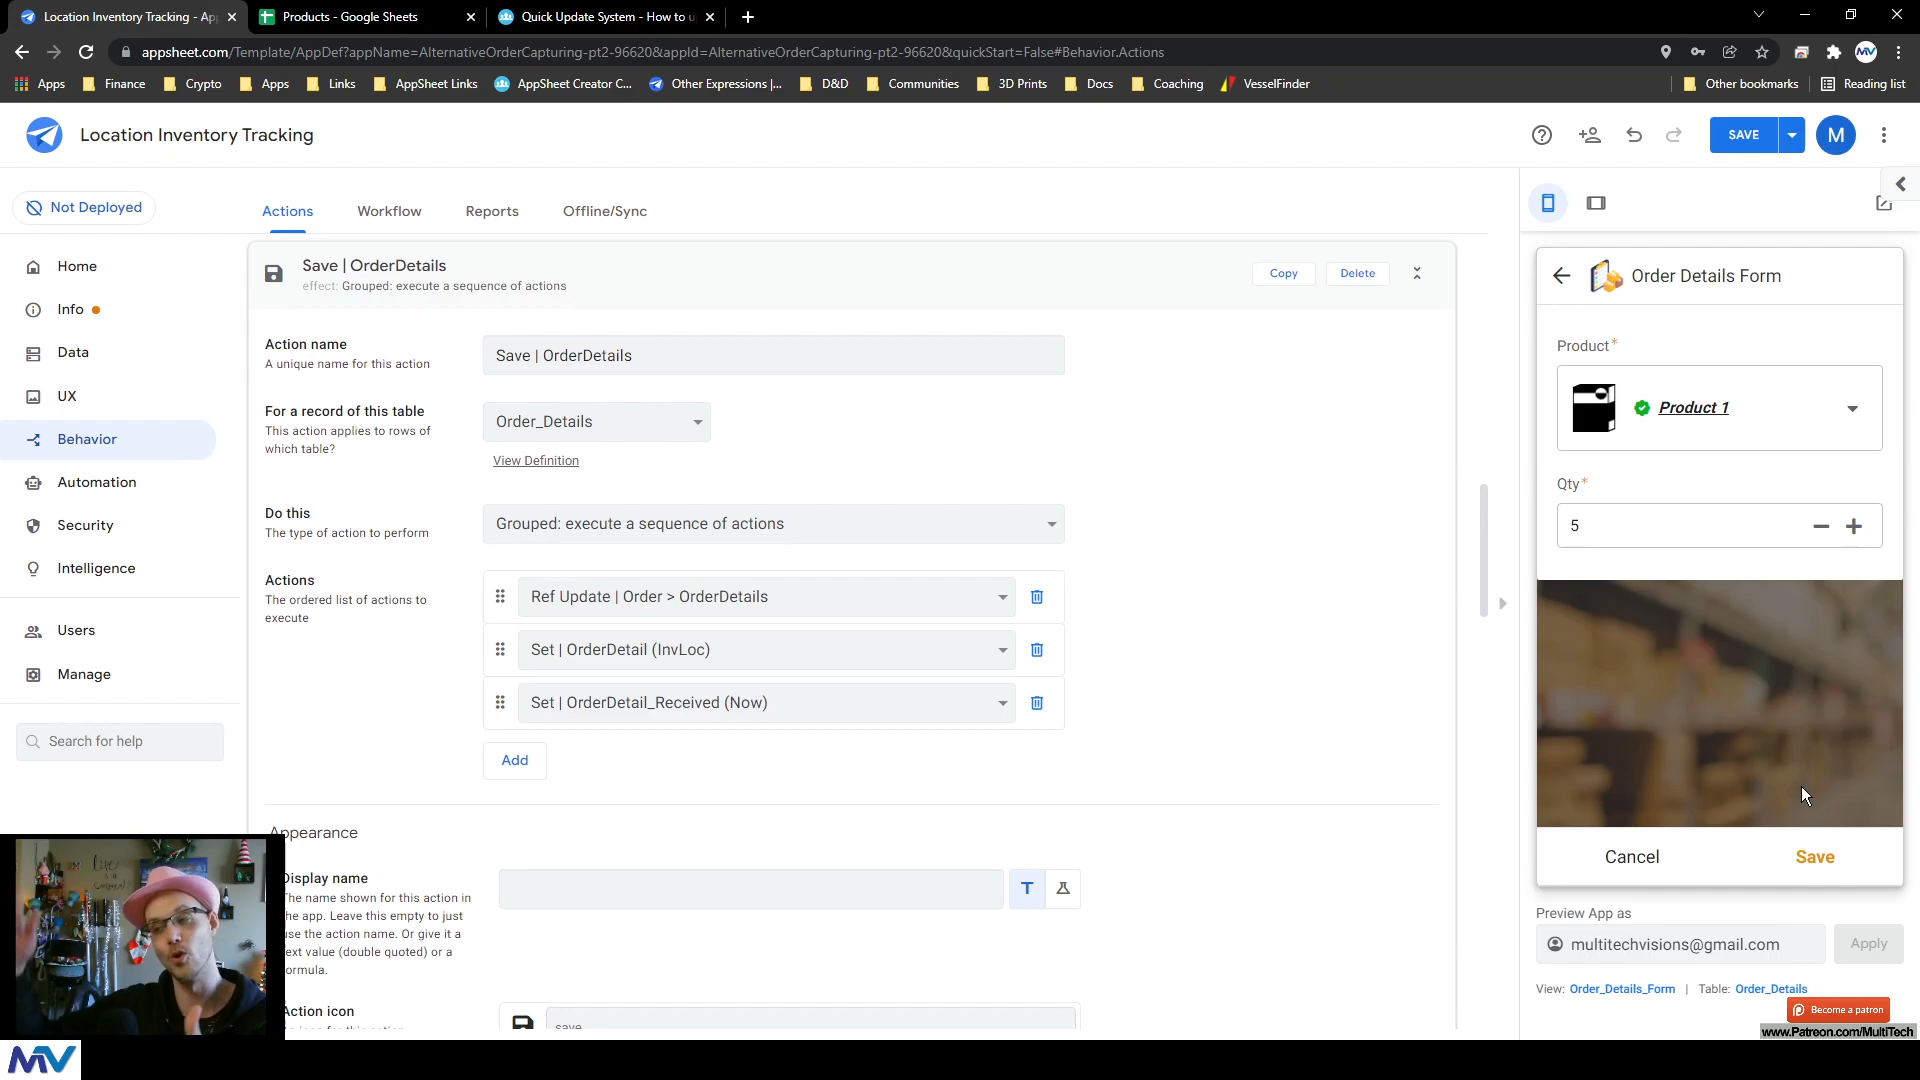 Location Inventory Tracking - Ap
Products - Google Sheets
Quick Update System - How to u
appsheet.com/Template/AppDef?appName=AlternativeOrderCapturing-pt2-96620&appId=AlternativeOrderCapturing-pt2-96620&quickStart=False#Behavior.Actions
MV
Apps
Finance
Crypto
Apps
Links
AppSheet Links
AppSheet Creator C...
Other Expressions |...
D&D
Communities
3D Prints
Docs
Coaching
VesselFinder
Other bookmarks
Reading list
Location Inventory Tracking
SAVE
M
Not Deployed
Actions
Workflow
Reports
Offline/Sync
Home
Info
Data
UX
Behavior
Automation
Security
Intelligence
Users
Manage
Search for help
Save | OrderDetails
effect: Grouped: execute a sequence of actions
Copy
Delete
Action name
A unique name for this action
Save | OrderDetails
For a record of this table
This action applies to rows of
which table?
Order_Details
View Definition
Do this
The type of action to perform
Grouped: execute a sequence of actions
Actions
The ordered list of actions to
execute
Ref Update | Order > OrderDetails
Set | OrderDetail (InvLoc)
Set | OrderDetail_Received (Now)
Add
Appearance
Display name
The name shown for this action in
he app. Leave this empty to just
use the action name. Or give it a
ext value (double quoted) or a
ormula.
T
Action icon
save
Order Details Form
Product*
Product 1
Qty*
5
Cancel
Save
Preview App as
multitechvisions@gmail.com
Apply
View: Order_Details_Form | Table: Order_Details
Become a patron
www.Patreon.com/MultiTech
MV